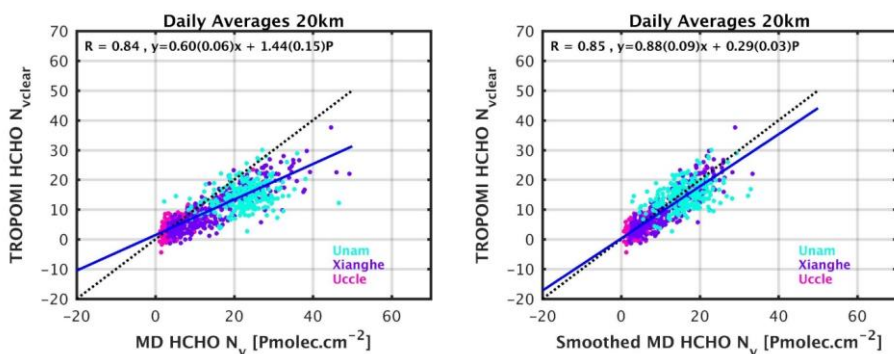 Daily Averages 20km
R = 0.84 , y=0.60(0.06)x + 1.44(0.15)P
TROPOMI HCHO Nvclear
70
60
50
40
30
20
10
0
−10
−20
−20 0 20 40 60
MD HCHO Nv [Pmolec.cm−2]
Unam
Xianghe
Uccle
Daily Averages 20km
R = 0.85 , y=0.88(0.09)x + 0.29(0.03)P
TROPOMI HCHO Nvclear
70
60
50
40
30
20
10
0
−10
−20
−20 0 20 40 60
Smoothed MD HCHO Nv [Pmolec.cm−2]
Unam
Xianghe
Uccle